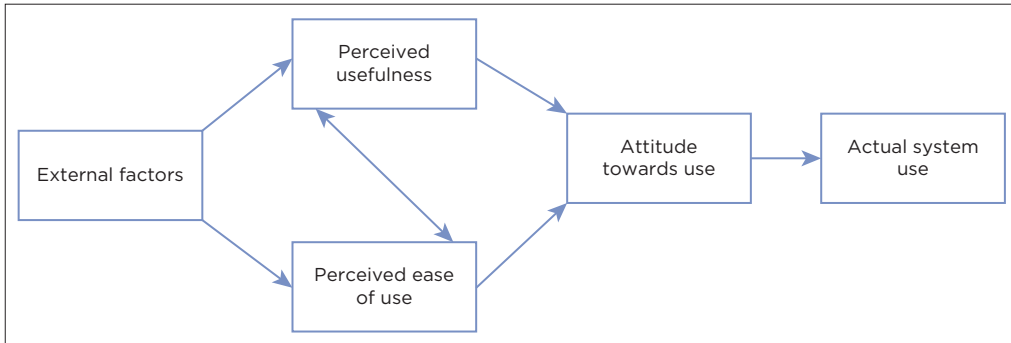 Perceived
usefulness
External factors
Attitude
towards use
Actual system
use
Perceived ease
of use